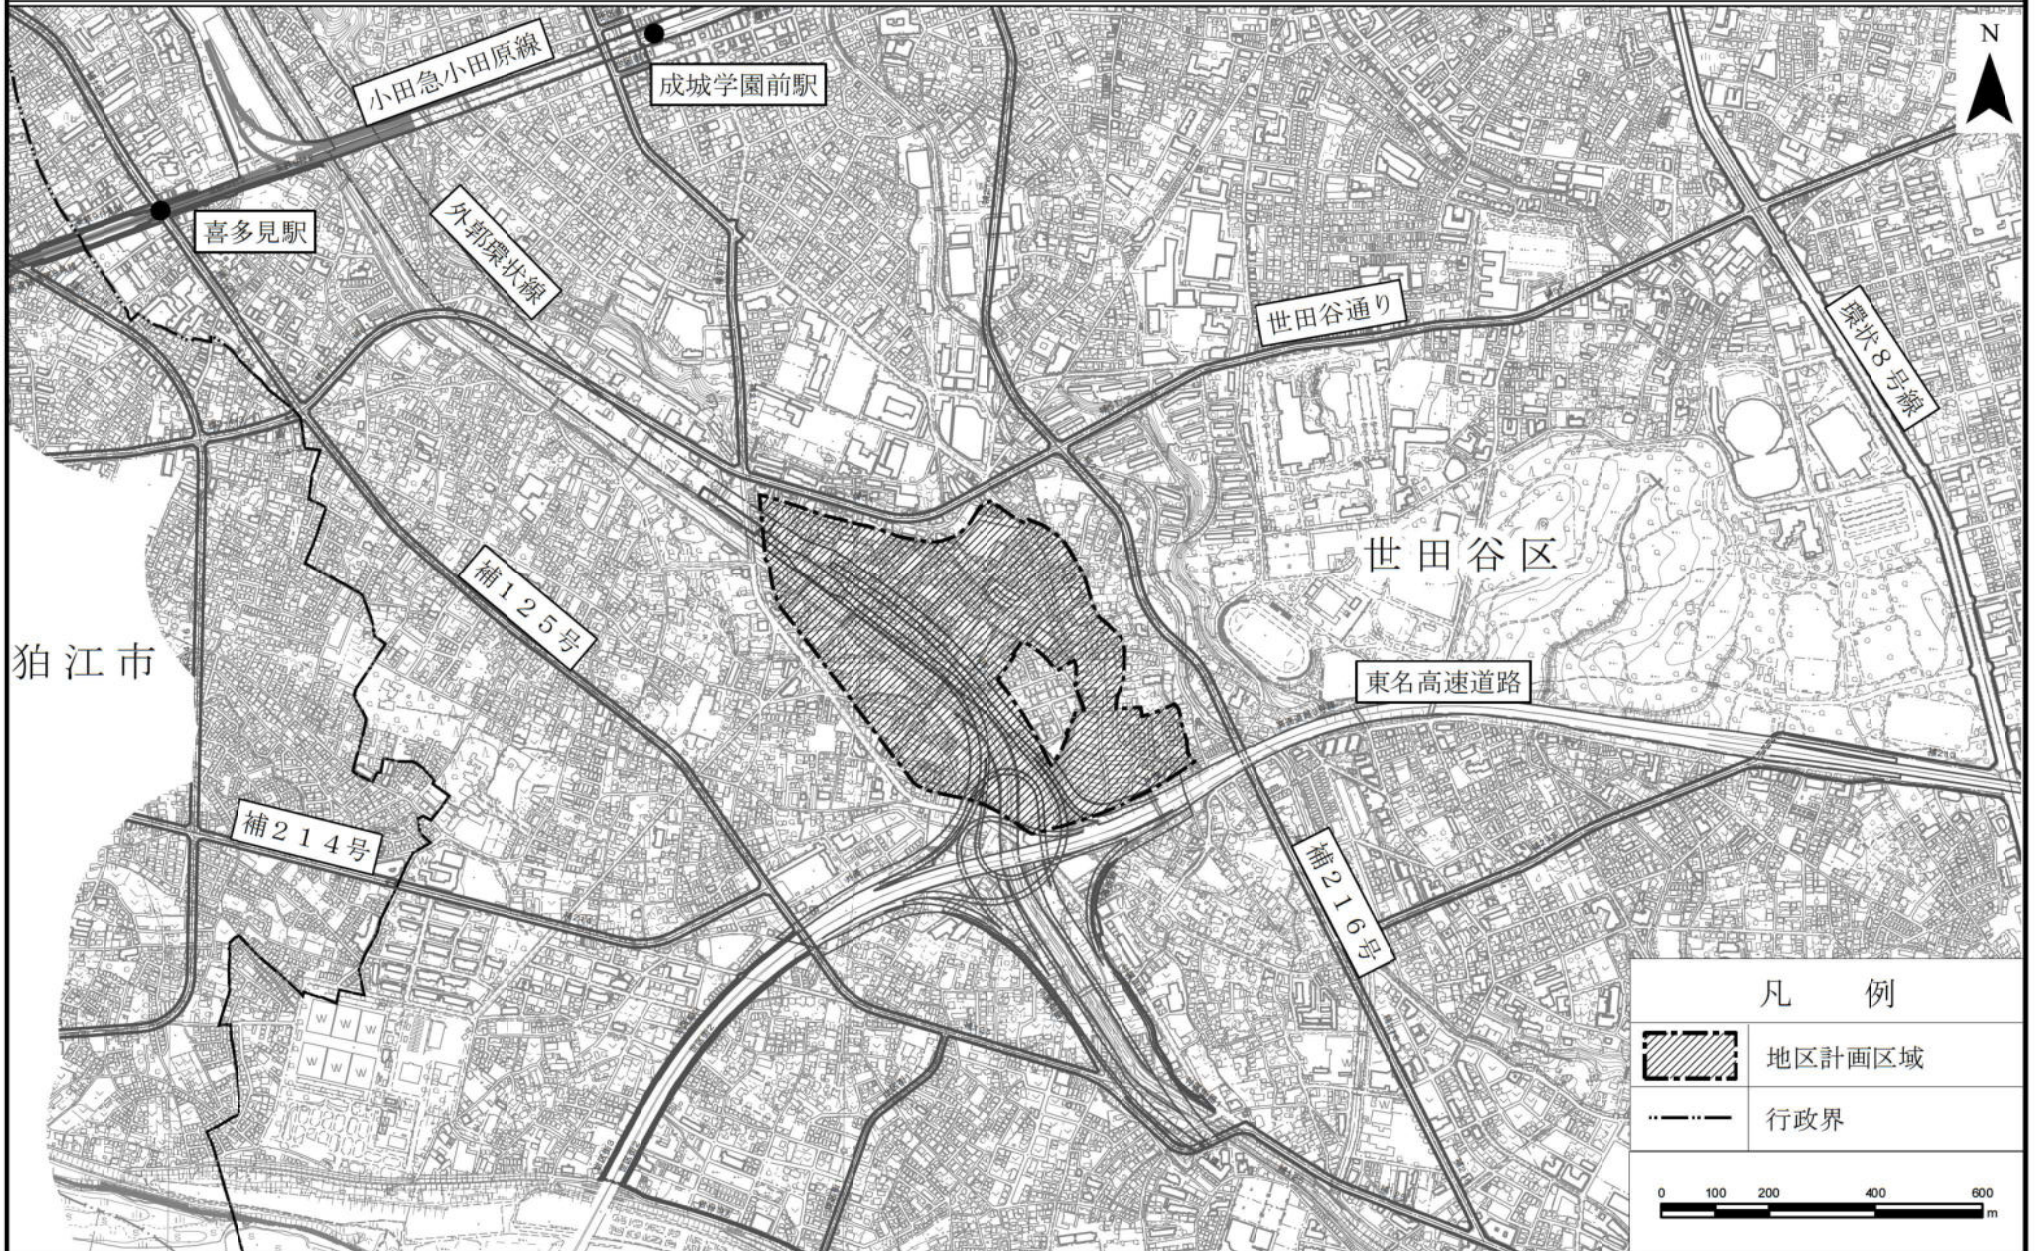 N
小田急小田原線
成城学園前駅
喜多見駅
外郭環状線
世田谷通り
環状8号線
世田谷区
補125号
狛江市
東名高速道路
補214号
補216号
凡 例
地区計画区域
行政界
0 100 200 400 600
m
W W W
W W W